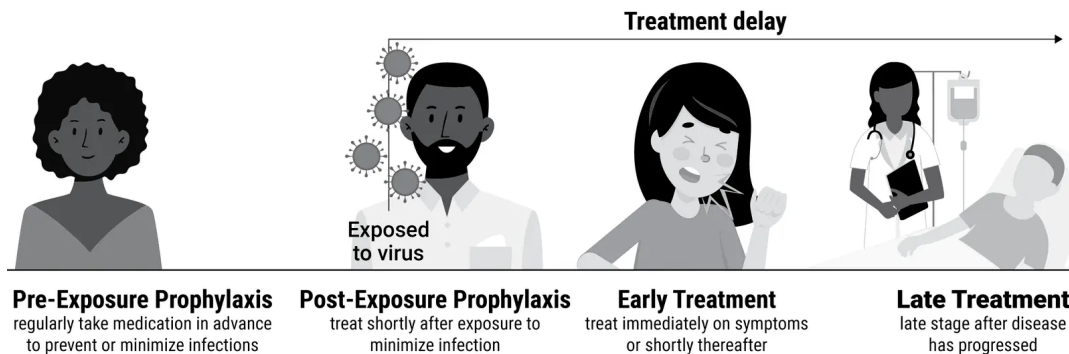 Treatment delay
Exposed
to virus
Pre-Exposure Prophylaxis
regularly take medication in advance
to prevent or minimize infections
Post-Exposure Prophylaxis
treat shortly after exposure to
minimize infection
Early Treatment
treat immediately on symptoms
or shortly thereafter
Late Treatment
late stage after disease
has progressed